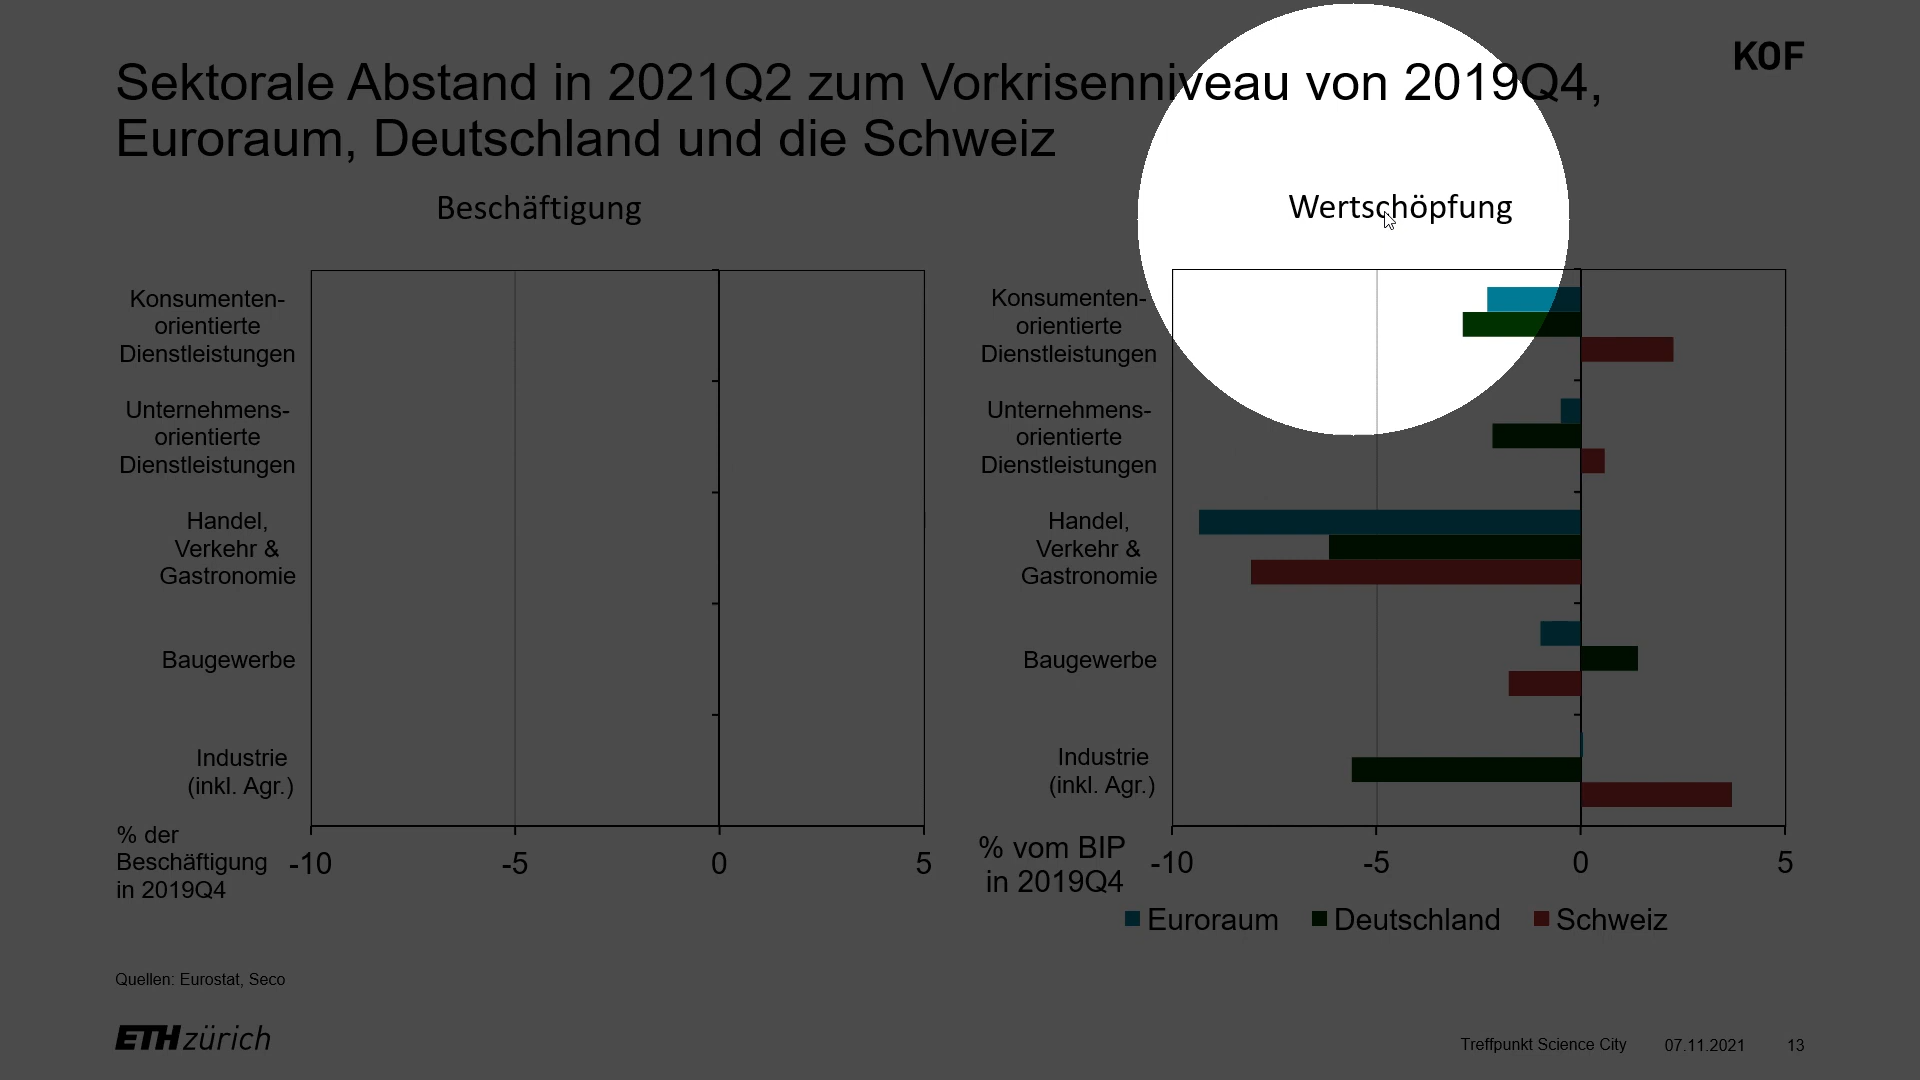 KOF
Sektorale Abstand in 2021Q2 zum Vorkrisenniveau von 2019Q4,
Euroraum, Deutschland und die Schweiz
Beschäftigung
Konsumenten-
orientierte
Dienstleistungen
Unternehmens-
orientierte
Dienstleistungen
Handel,
Verkehr &
Gastronomie
Baugewerbe
Industrie
(inkl. Agr.)
% der
Beschäftigung
in 2019Q4
-10 -5 0 5
Wertschöpfung
Konsumenten-
orientierte
Dienstleistungen
Unternehmens-
orientierte
Dienstleistungen
Handel,
Verkehr &
Gastronomie
Baugewerbe
Industrie
(inkl. Agr.)
% vom BIP
in 2019Q4
-10 -5 0 5
Euroraum Deutschland Schweiz
Quellen: Eurostat, Seco
ETH zürich
Treffpunkt Science City 07.11.2021 13